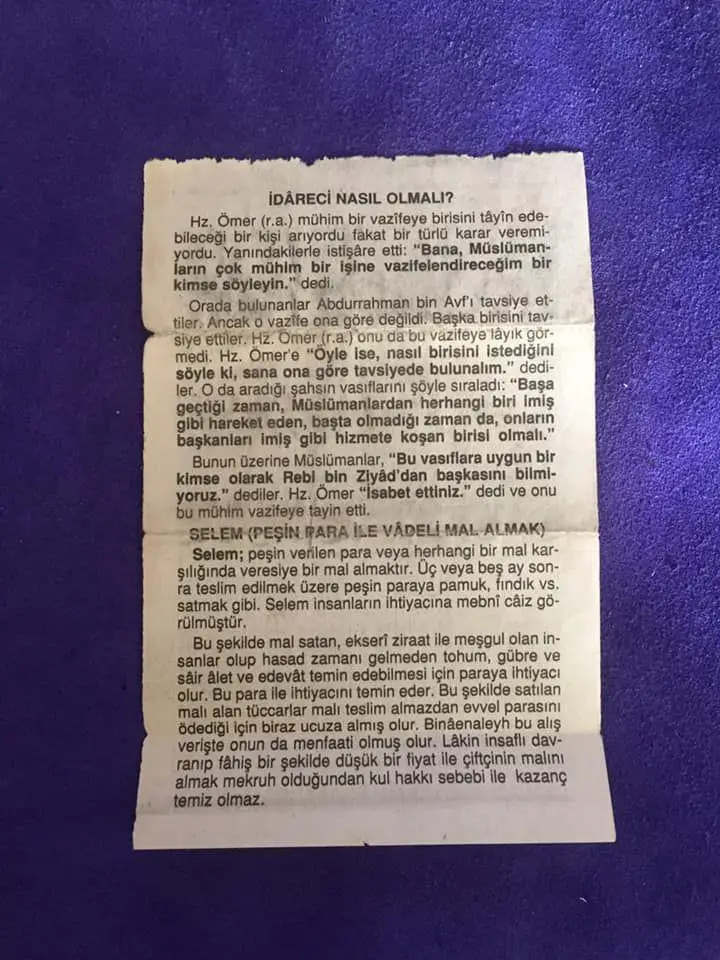 İDÂRECİ NASIL OLMALI?
Hz. Ömer (r.a.) mühim bir vazîfeye birisini tâyin ede-
bileceği bir kişi arıyordu fakat bir türlü karar veremi-
yordu. Yanındakilerle istişâre etti: “Bana, Müslüman-
ların çok mühim bir işine vazifelendireceğim bir
kimse söyleyin.” dedi.
Orada bulunanlar Abdurrahman bin Avf’ı tavsiye et-
tiler. Ancak o vazîfe ona göre değildi. Başka birisini tav-
siye ettiler. Hz. Ömer (r.a.) onu da bu vazifeye lâyık gör-
medi. Hz. Ömer’e “Öyle ise, nasıl birisini istediğini
söyle ki, sana ona göre tavsiyede bulunalım.” dedi-
ler. O da aradığı şahsın vasıflarını şöyle sıraladı: “Başa
geçtiği zaman, Müslümanlardan herhangi biri imiş
gibi hareket eden, başta olmadığı zaman da, onların
başkanları imiş gibi hizmete koşan birisi olmalı.”
Bunun üzerine Müslümanlar, “Bu vasıflara uygun bir
kimse olarak Rebi bin Ziyâd’dan başkasını bilmi-
yoruz.” dediler. Hz. Ömer “İsabet ettiniz.” dedi ve onu
bu mühim vazifeye tayin etti.
SELEM (PEŞİN PARA İLE VÂDELİ MAL ALMAK)
Selem; peşin verilen para veya herhangi bir mal kar-
şılığında veresiye bir mal almaktır. Üç veya beş ay son-
ra teslim edilmek üzere peşin paraya pamuk, fındık vs.
satmak gibi. Selem insanların ihtiyacına mebnî câiz gö-
rülmüştür.
Bu şekilde mal satan, ekserî ziraat ile meşgul olan in-
sanlar olup hasad zamanı gelmeden tohum, gübre ve
sâir âlet ve edevât temin edebilmesi için paraya ihtiyacı
olur. Bu para ile ihtiyacını temin eder. Bu şekilde satılan
malı alan tüccarlar malı teslim almazdan evvel parasını
ödediği için biraz ucuza almış olur. Binâenaleyh bu alış
verişte onun da menfaati olmuş olur. Lâkin insaflı dav-
ranıp fâhiş bir şekilde düşük bir fiyat ile çiftçinin malını
almak mekruh olduğundan kul hakkı sebebi ile kazanç
temiz olmaz.